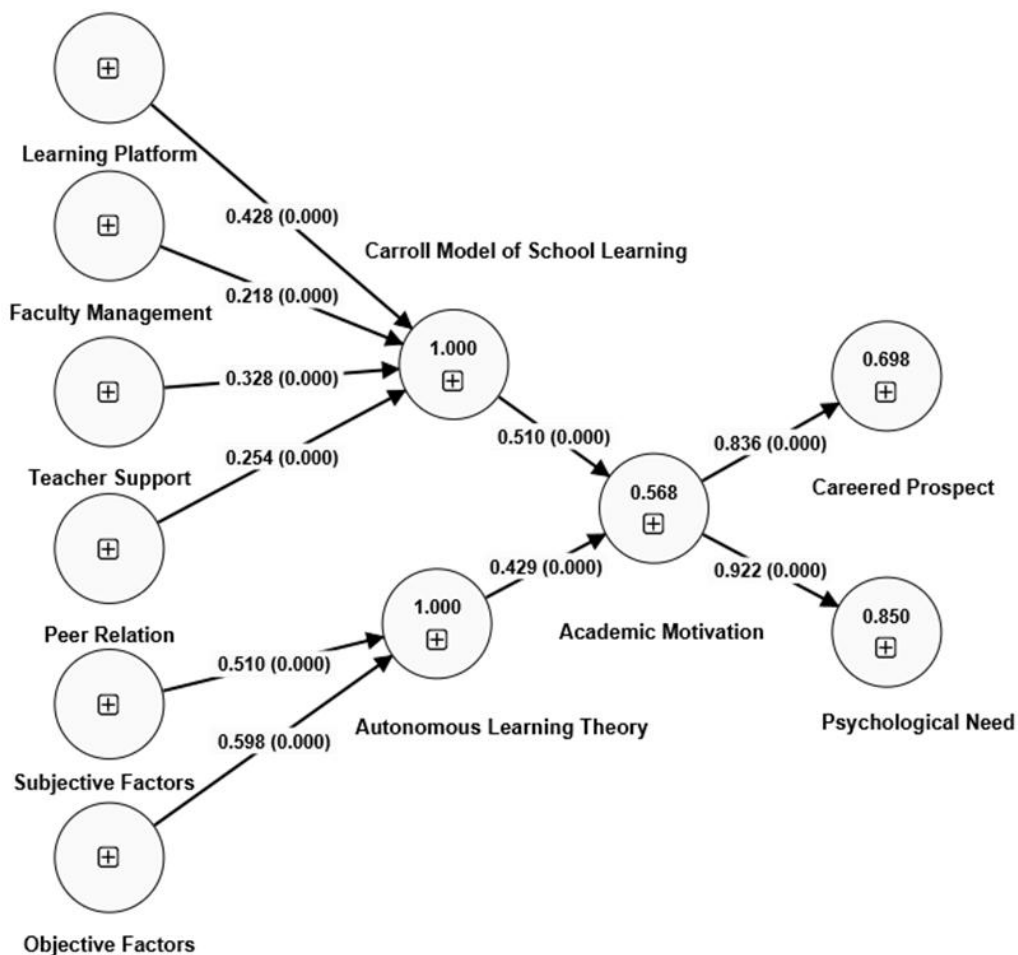 Learning Platform
0.428 (0.000)
Carroll Model of School Learning
0.218 (0.000)
Faculty Management
1.000
0.698
0.328 (0.000)
0.510 (0.000)
0.836 (0.000)
Teacher Support
0.254 (0.000)
Careered Prospect
0.568
0.429 (0.000)
0.922 (0.000)
1.000
0.850
Peer Relation
Academic Motivation
0.510 (0.000)
Autonomous Learning Theory
Psychological Need
0.598 (0.000)
Subjective Factors
Objective Factors